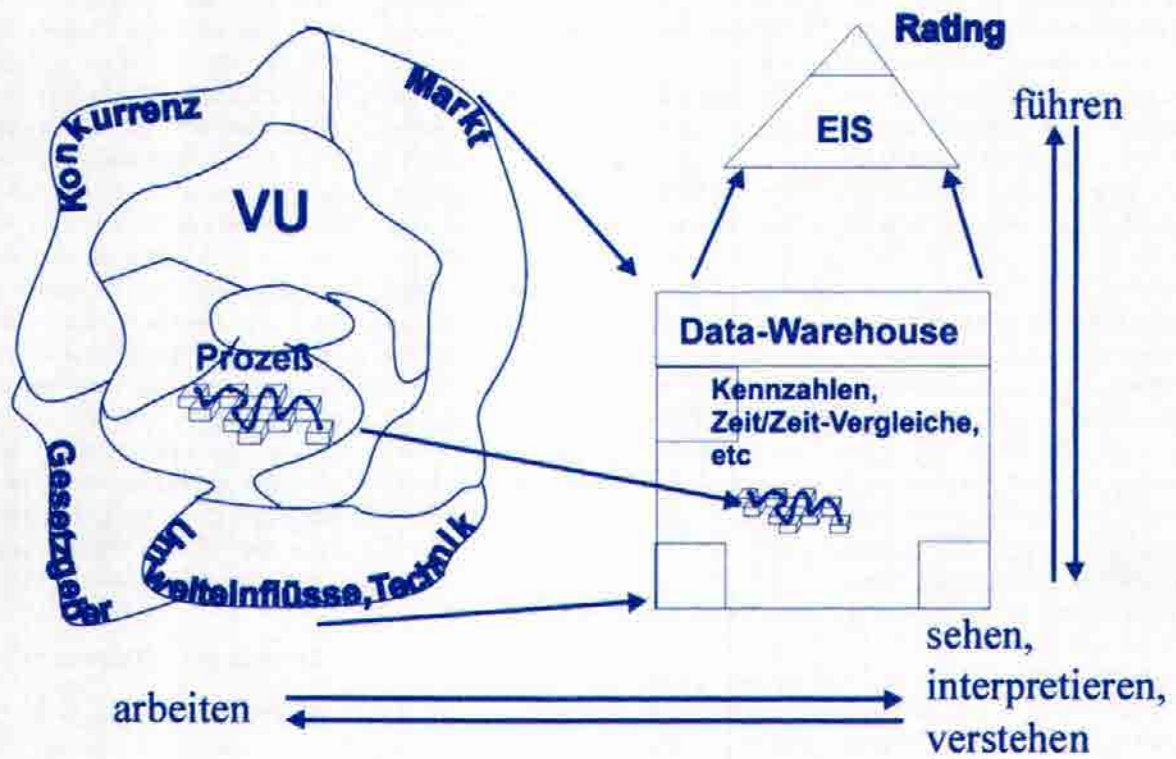 Rating
Markt
Konkurrenz
führen
EIS
VU
Data-Warehouse
Prozeß
Kennzahlen,
Zeit/Zeit-Vergleiche,
etc
Gesetzgeber
Umwelteinflüsse,Technik
sehen,
interpretieren,
verstehen
arbeiten